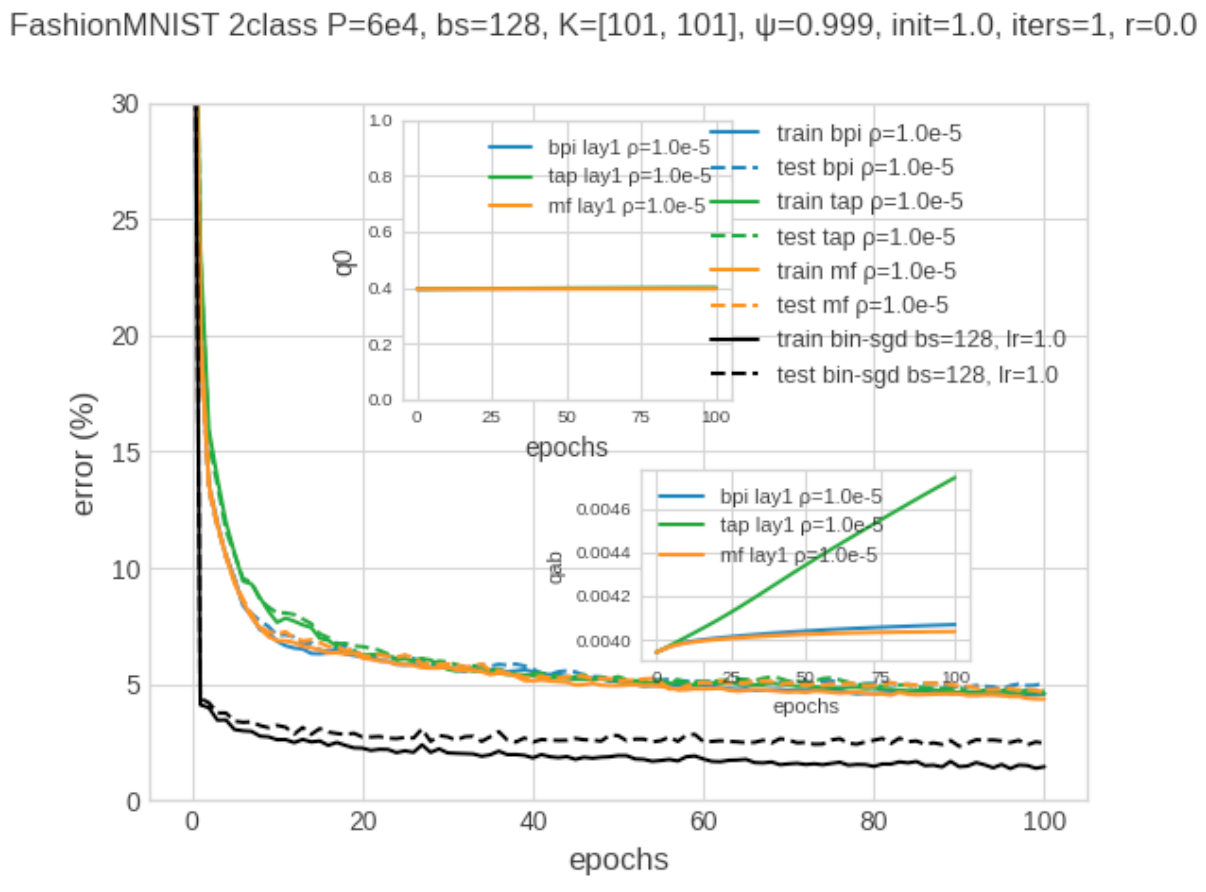 FashionMNIST 2class P=6e4, bs=128, K=[101, 101], ψ=0.999, init=1.0, iters=1, r=0.0
30
25
20
15
10
5
0
error (%)
0
20
40
60
80
100
epochs
1.0
0.8
0.6
0.4
0.2
0.0
q0
bpi lay1 ρ=1.0e-5
tap lay1 ρ=1.0e-5
mf lay1 ρ=1.0e-5
0
25
50
75
100
epochs
train bpi ρ=1.0e-5
test bpi ρ=1.0e-5
train tap ρ=1.0e-5
test tap ρ=1.0e-5
train mf ρ=1.0e-5
test mf ρ=1.0e-5
train bin-sgd bs=128, lr=1.0
test bin-sgd bs=128, lr=1.0
0.0046
0.0044
0.0042
0.0040
qab
bpi lay1 ρ=1.0e-5
tap lay1 ρ=1.0e-5
mf lay1 ρ=1.0e-5
0
25
50
75
100
epochs